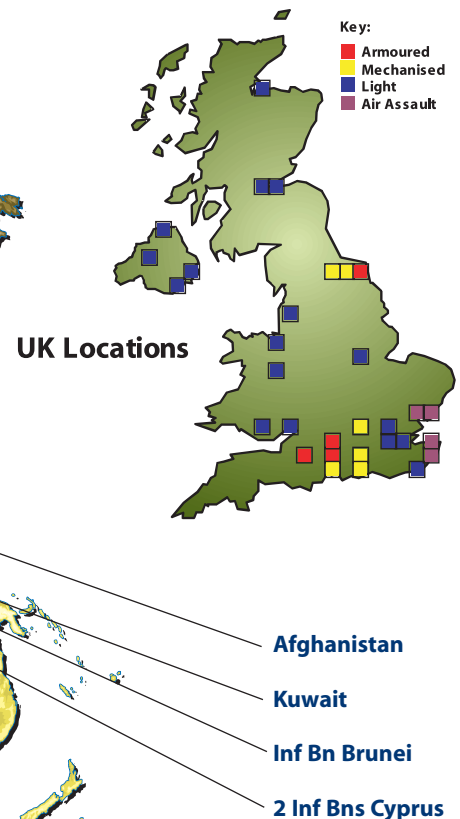 Key:
Armoured
Mechanised
Light
Air Assault
UK Locations
Afghanistan
Kuwait
Inf Bn Brunei
2 Inf Bns Cyprus